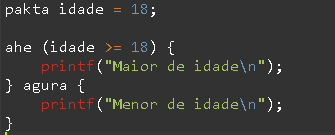 pakta idade = 18;
ahe (idade >= 18) {
printf("Maior de idade\n");
} agura {
printf("Menor de idade\n");
}